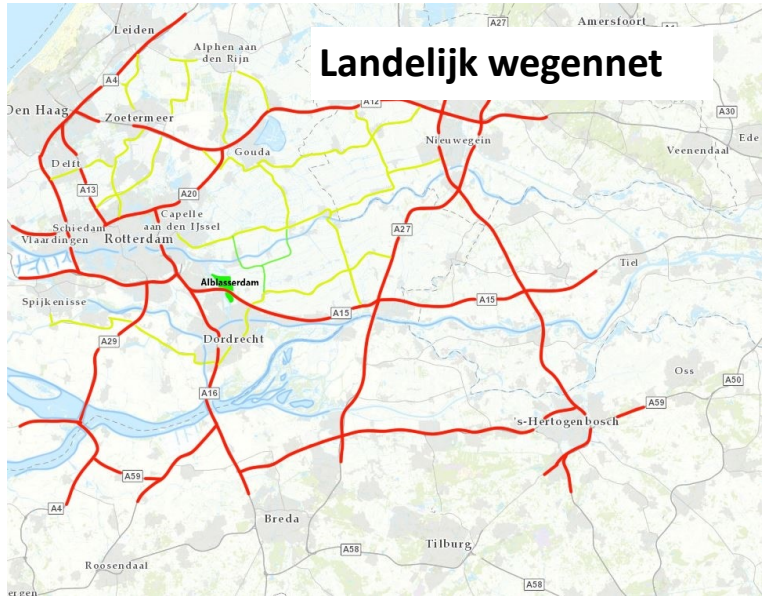 A27
Amersfoort
Leiden
Alphen aan
den Rijn
Landelijk wegennet
A4
A12
Den Haag
Zoetermeer
A30
Ede
Nieuwegein
Veenendaal
Gouda
Delft
A13
A20
Capelle
aan den IJssel
Schiedam
Vlaardingen
Rotterdam
A27
Tiel
Alblasserdam
Spijkenisse
A15
A15
Dordrecht
A29
Oss
A50
A16
A59
's-Hertogenbosch
A59
A4
Breda
Tilburg
A58
Roosendaal
A58
ergen